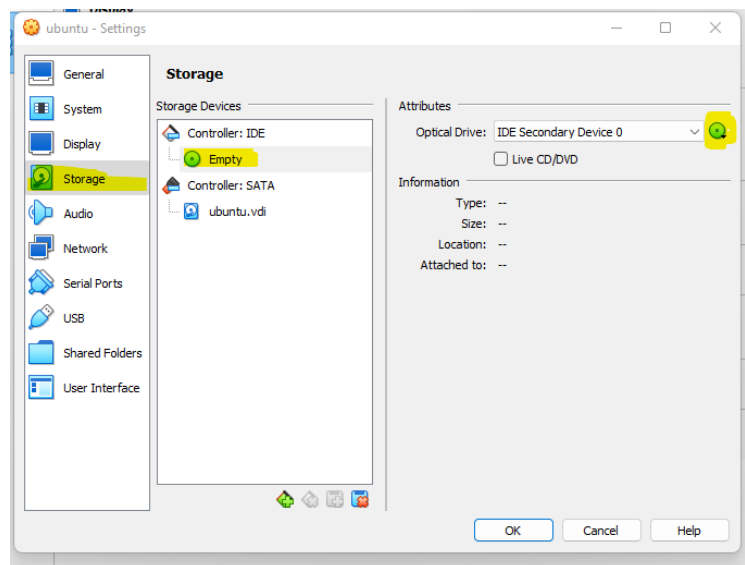 Display
ubuntu - Settings
General
System
Display
Storage
Audio
Network
Serial Ports
USB
Shared Folders
User Interface
Storage
Storage Devices
Controller: IDE
Empty
Controller: SATA
ubuntu.vdi
Attributes
Optical Drive: IDE Secondary Device 0
Live CD/DVD
Information
Type: --
Size: --
Location: --
Attached to: --
OK Cancel Help